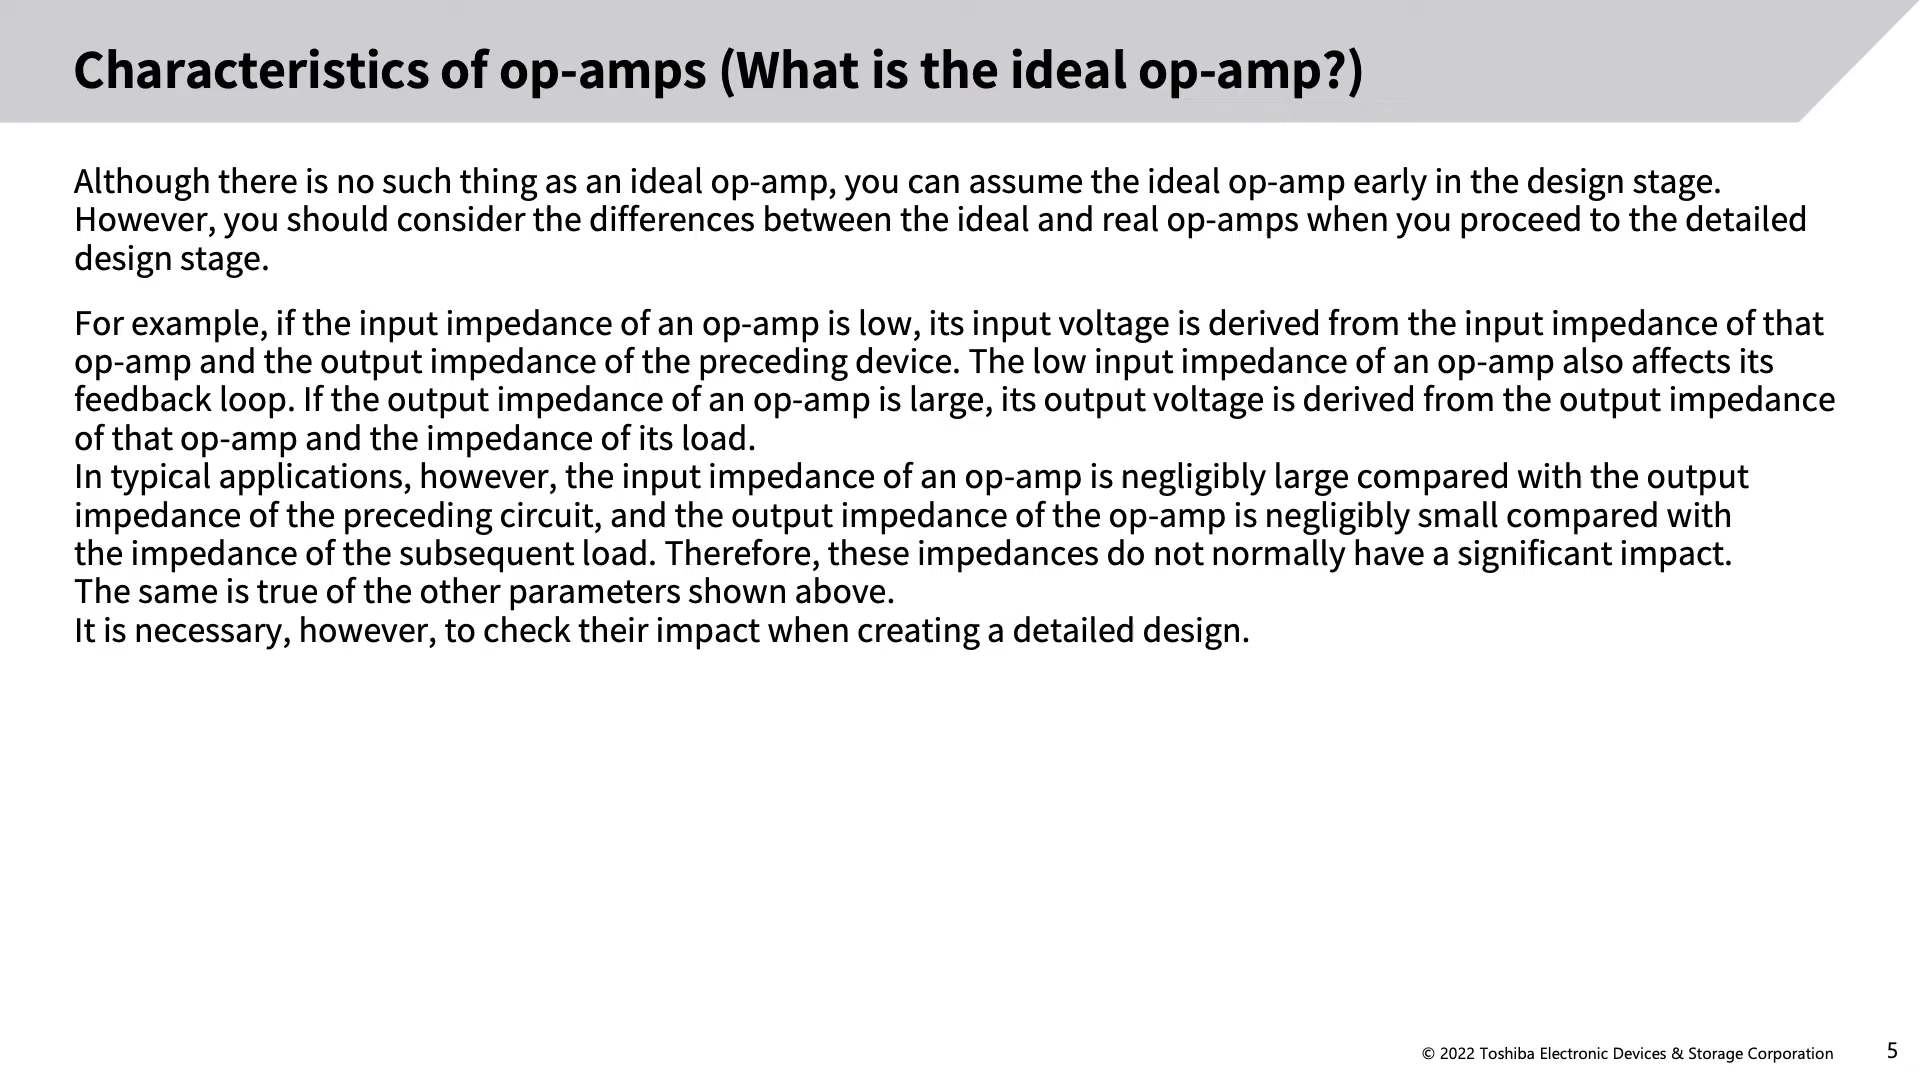 Characteristics of op-amps (What is the ideal op-amp?)
Although there is no such thing as an ideal op-amp, you can assume the ideal op-amp early in the design stage.
However, you should consider the differences between the ideal and real op-amps when you proceed to the detailed
design stage.
For example, if the input impedance of an op-amp is low, its input voltage is derived from the input impedance of that
op-amp and the output impedance of the preceding device. The low input impedance of an op-amp also affects its
feedback loop. If the output impedance of an op-amp is large, its output voltage is derived from the output impedance
of that op-amp and the impedance of its load.
In typical applications, however, the input impedance of an op-amp is negligibly large compared with the output
impedance of the preceding circuit, and the output impedance of the op-amp is negligibly small compared with
the impedance of the subsequent load. Therefore, these impedances do not normally have a significant impact.
The same is true of the other parameters shown above.
It is necessary, however, to check their impact when creating a detailed design.
© 2022 Toshiba Electronic Devices & Storage Corporation
5